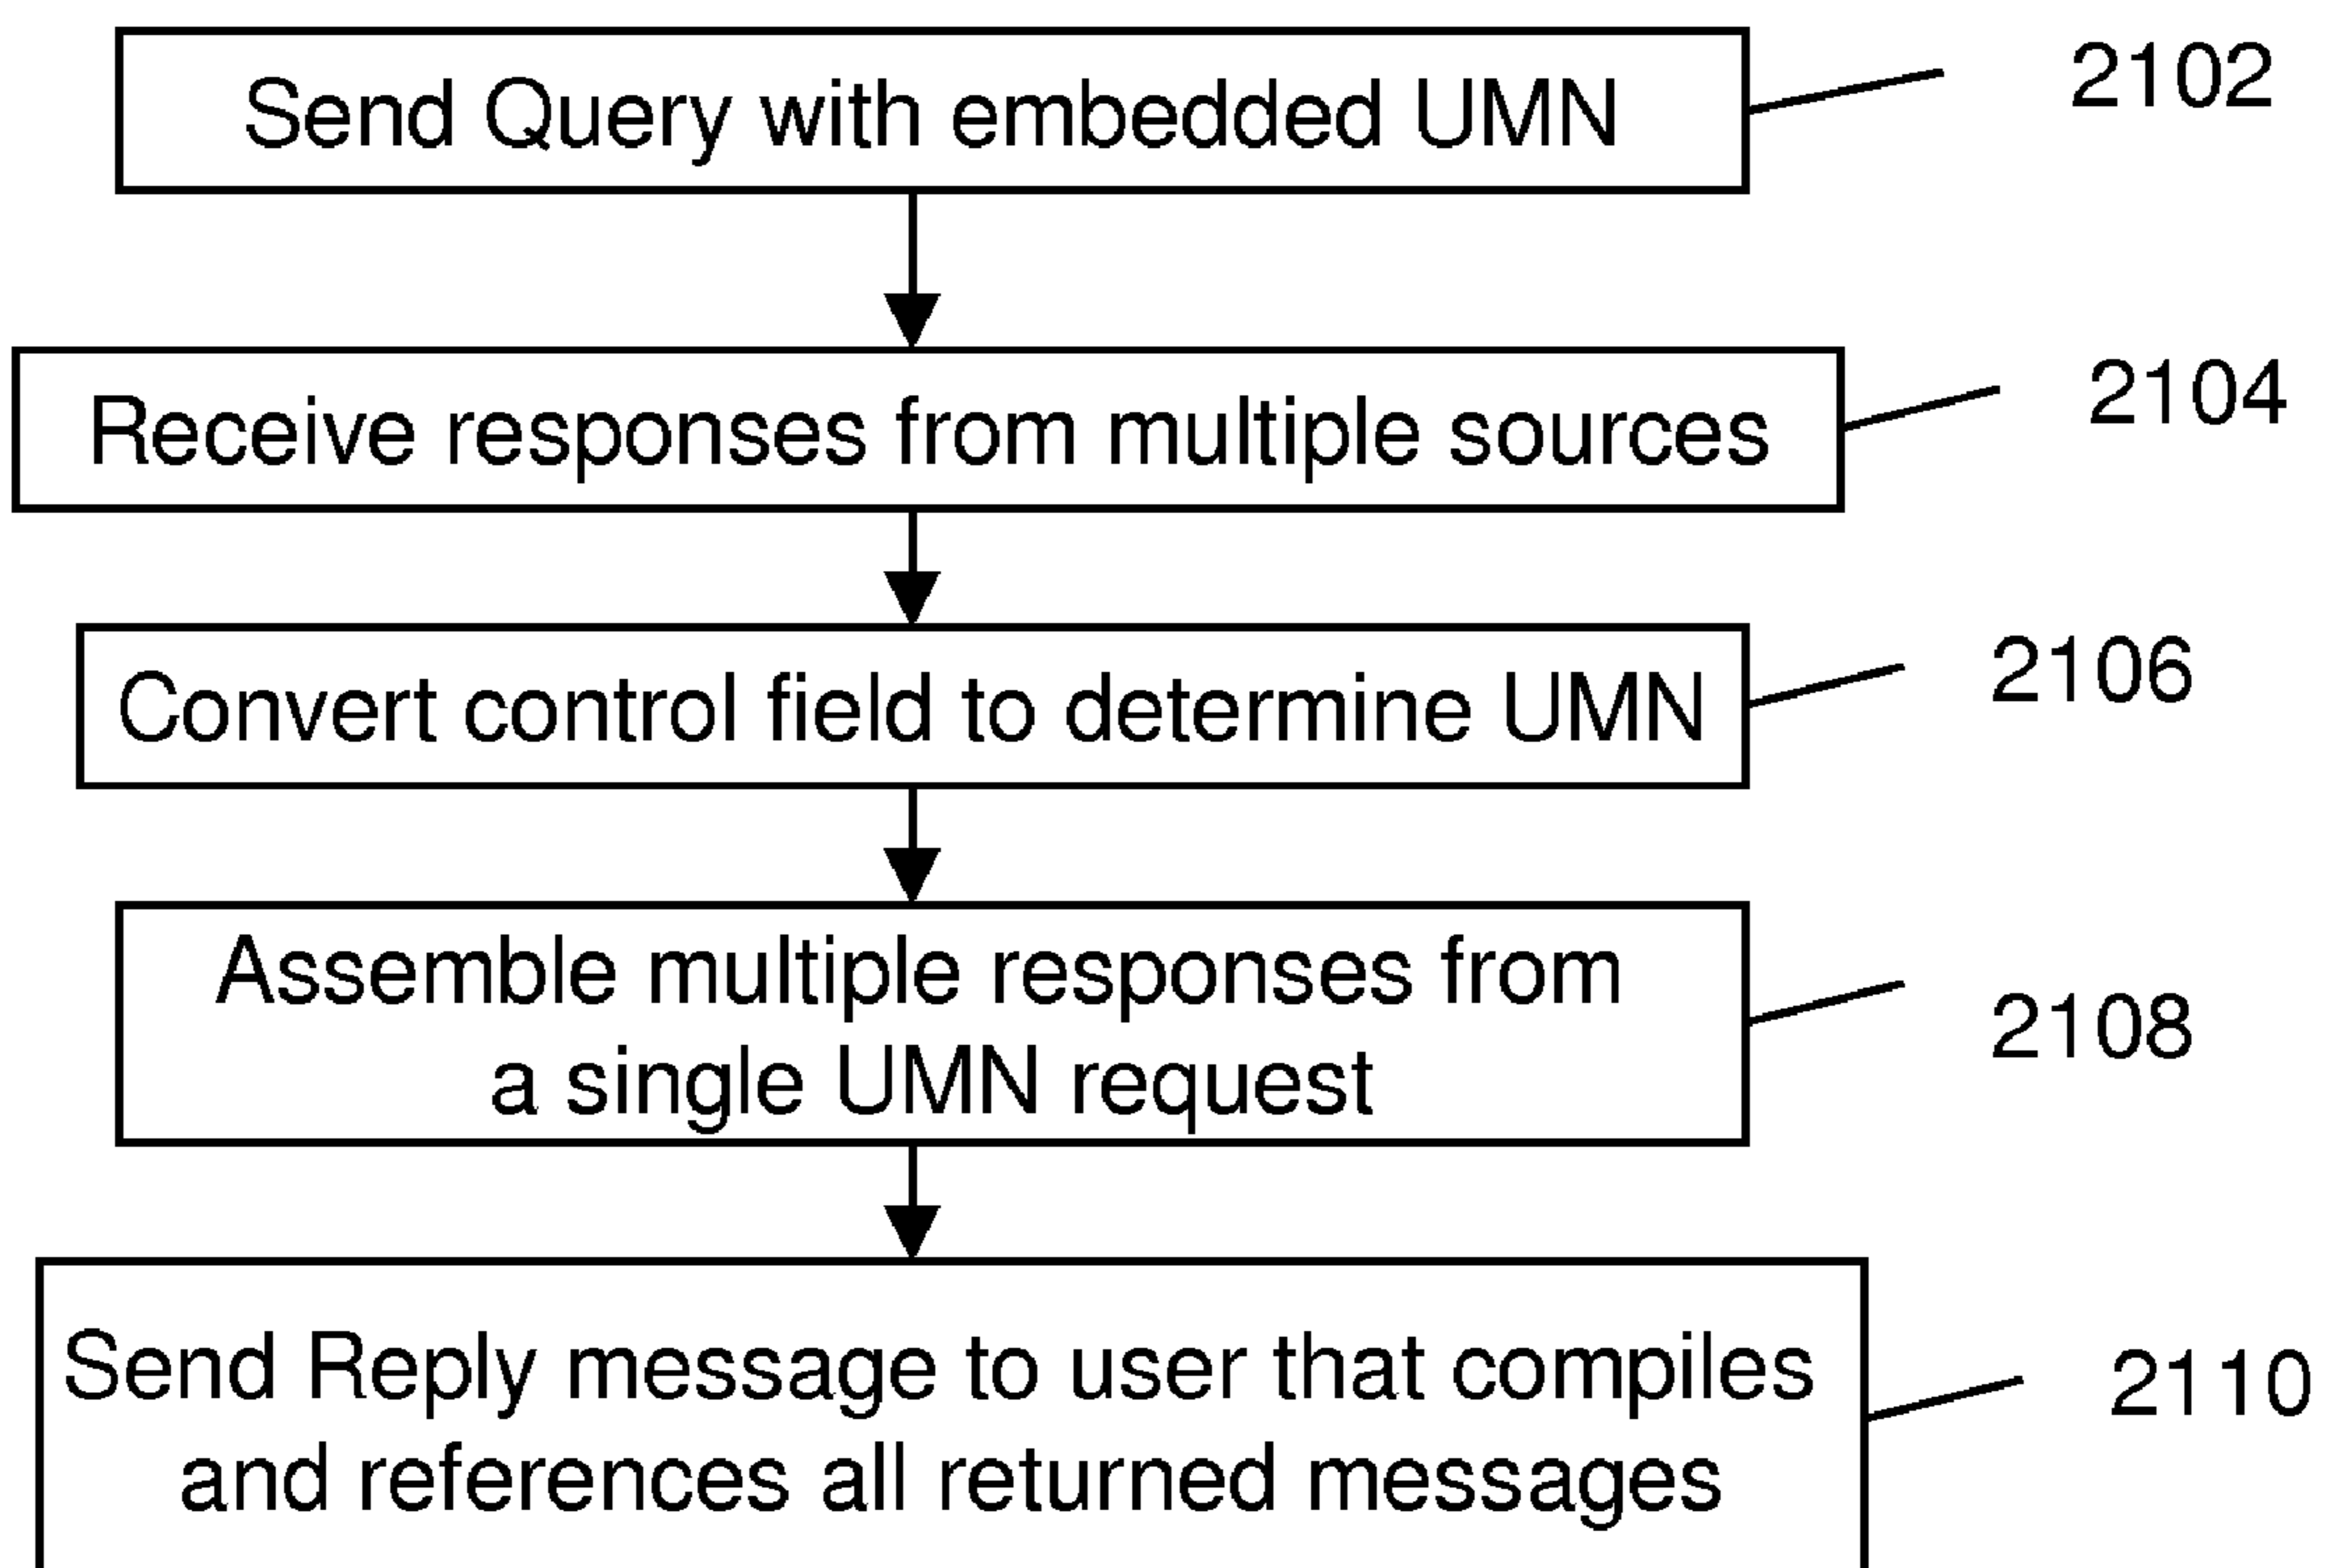 Send Query with embedded UMN
2102
Receive responses from multiple sources
2104
Convert control field to determine UMN
2106
Assemble multiple responses from
a single UMN request
2108
Send Reply message to user that compiles
and references all returned messages
2110